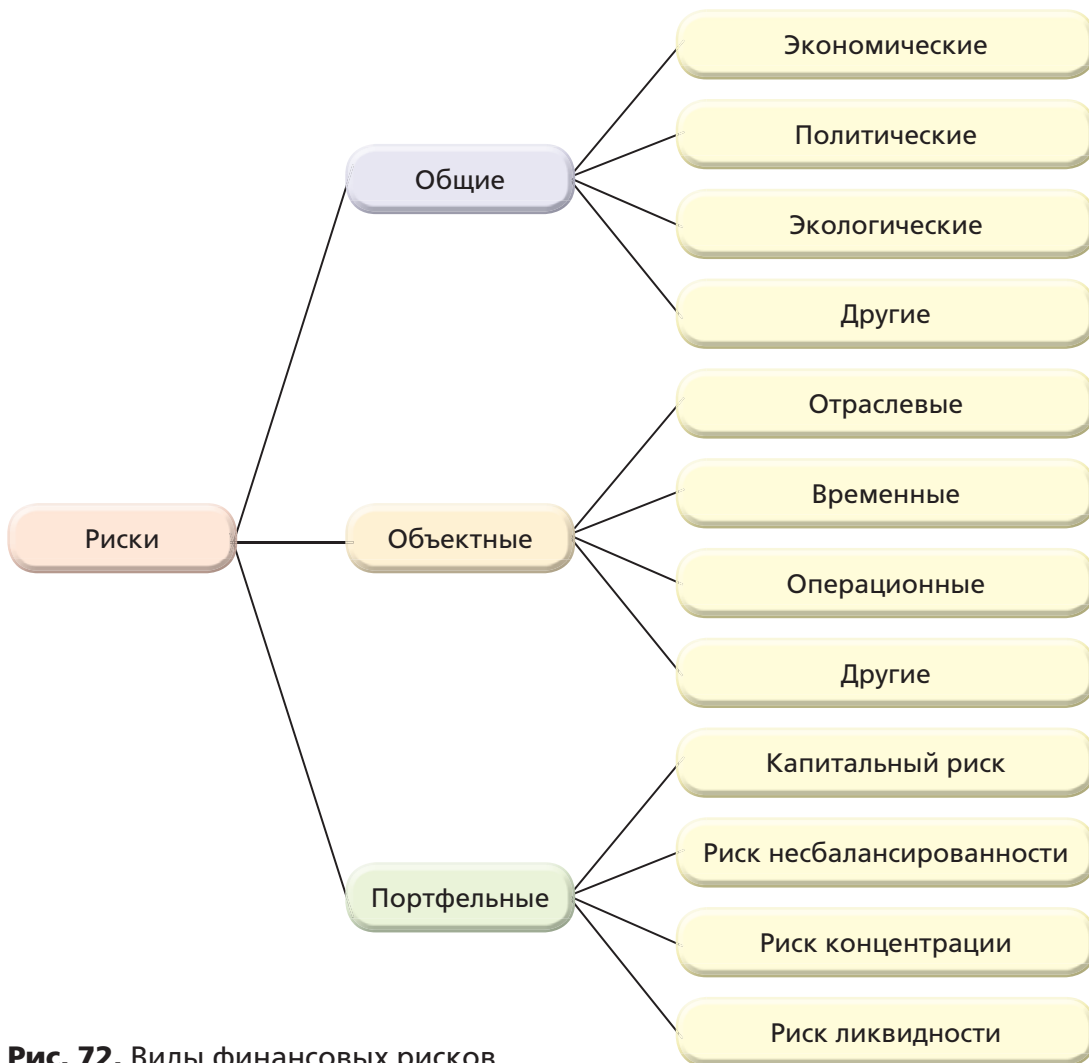 Риски
Общие
Экономические
Политические
Экологические
Другие
Объектные
Отраслевые
Временные
Операционные
Другие
Портфельные
Капитальный риск
Риск несбалансированности
Риск концентрации
Риск ликвидности
Рис. 72. Виды финансовых рисков